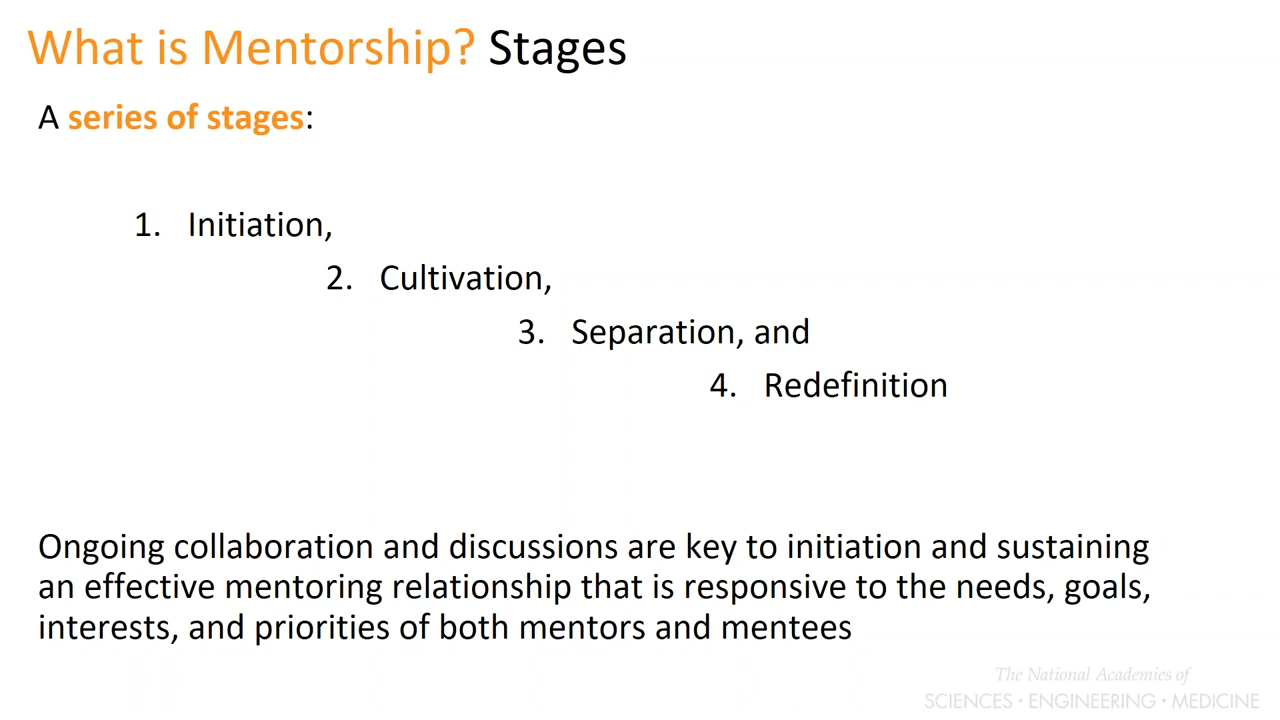 What is Mentorship? Stages
A series of stages:
1. Initiation,
2. Cultivation,
3. Separation, and
4. Redefinition
Ongoing collaboration and discussions are key to initiation and sustaining
an effective mentoring relationship that is responsive to the needs, goals,
interests, and priorities of both mentors and mentees
The National Academies of
SCIENCES · ENGINEERING · MEDICINE